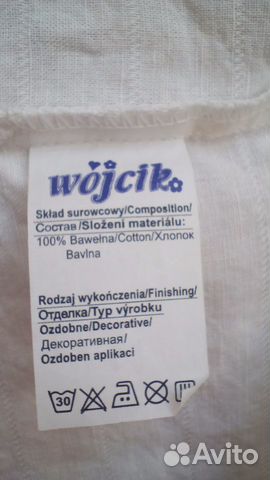 wójcik
Skład surowcowy/Composition/
Состав/Složeni materiálu:
100% Bawełna/Cotton/Хлопок
Bavlna
Rodzaj wykończenia/Finishing/
Отделка/Typ výrobku
Ozdobne/Decorative/
Декоративная/
Ozdoben aplikaci
30
Avito